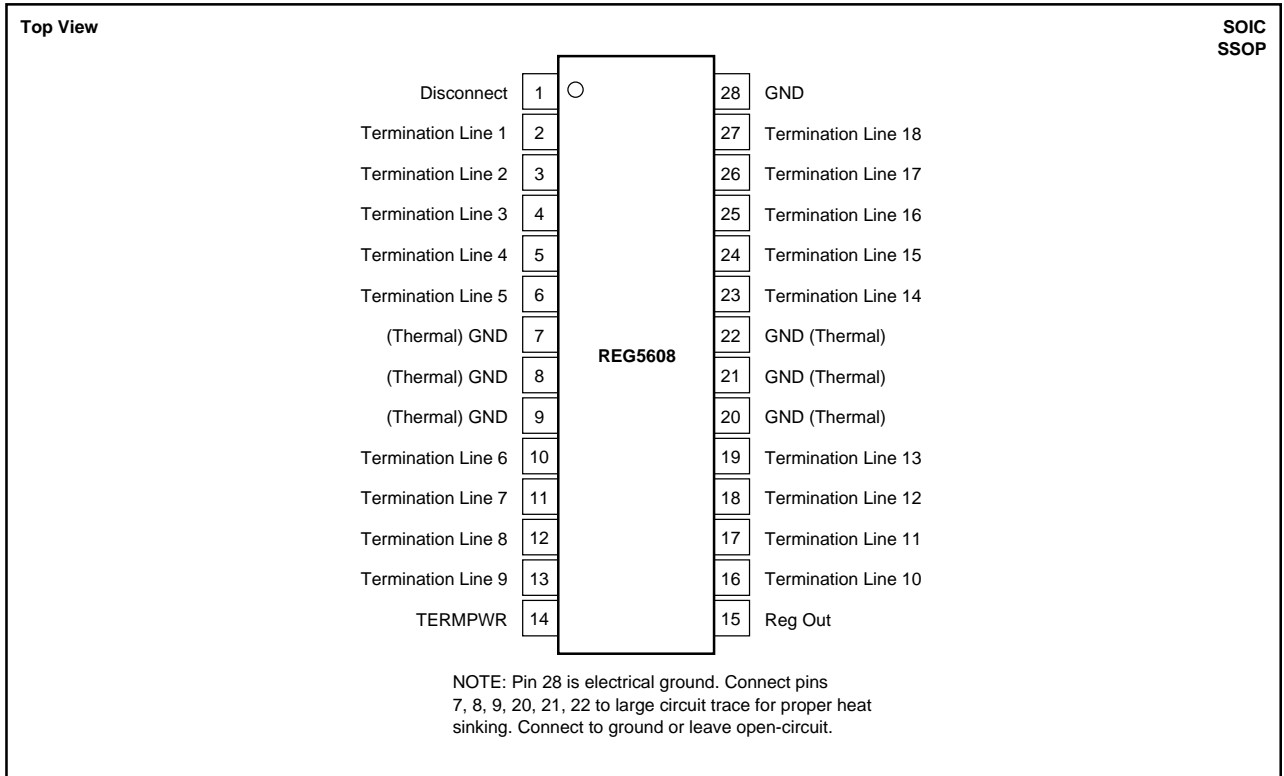 Top View
SOIC
SSOP
Disconnect 1 28 GND
Termination Line 1 2 27 Termination Line 18
Termination Line 2 3 26 Termination Line 17
Termination Line 3 4 25 Termination Line 16
Termination Line 4 5 24 Termination Line 15
Termination Line 5 6 23 Termination Line 14
(Thermal) GND 7 22 GND (Thermal)
REG5608
(Thermal) GND 8 21 GND (Thermal)
(Thermal) GND 9 20 GND (Thermal)
Termination Line 6 10 19 Termination Line 13
Termination Line 7 11 18 Termination Line 12
Termination Line 8 12 17 Termination Line 11
Termination Line 9 13 16 Termination Line 10
TERMPWR 14 15 Reg Out
NOTE: Pin 28 is electrical ground. Connect pins
7, 8, 9, 20, 21, 22 to large circuit trace for proper heat
sinking. Connect to ground or leave open-circuit.